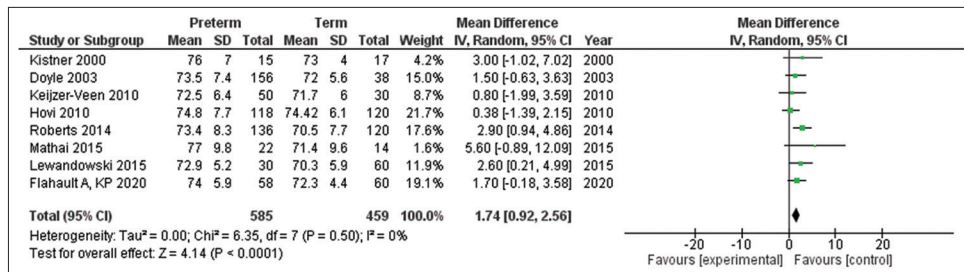 Preterm Term Mean Difference Mean Difference
Study or Subgroup Mean SD Total Mean SD Total Weight IV, Random, 95% CI Year IV, Random, 95% CI
Kistner 2000 76 7 15 73 4 17 4.2% 3.00 [-1.02, 7.02] 2000
Doyle 2003 73.5 7.4 156 72 5.6 38 15.0% 1.50 [-0.63, 3.63] 2003
Keijzer-Veen 2010 72.5 6.4 50 71.7 6 30 8.7% 0.80 [-1.99, 3.59] 2010
Hovi 2010 74.8 7.7 118 74.42 6.1 120 21.7% 0.38 [-1.39, 2.15] 2010
Roberts 2014 73.4 8.3 136 70.5 7.7 120 17.6% 2.90 [0.94, 4.86] 2014
Mathai 2015 77 9.8 22 71.4 9.6 14 1.6% 5.60 [-0.89, 12.09] 2015
Lewandowski 2015 72.9 5.2 30 70.3 5.9 60 11.9% 2.60 [0.21, 4.99] 2015
Flahault A, KP 2020 74 5.9 58 72.3 4.4 60 19.1% 1.70 [-0.18, 3.58] 2020
Total (95% CI) 585 459 100.0% 1.74 [0.92, 2.56]
Heterogeneity: Tau² = 0.00; Chi² = 6.35, df = 7 (P = 0.50); I² = 0%
Test for overall effect: Z = 4.14 (P < 0.0001)
-20 -10 0 10 20
Favours [experimental] Favours [control]